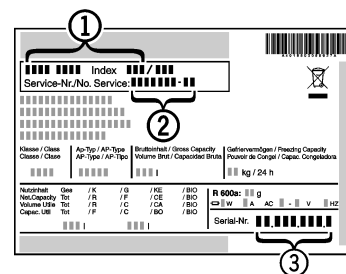 1
Index /
Service-Nr./No. Service: -
2
Klasse / Class
Classes / Clase
Ap-Typ / AP-Type
AP-Type / AP-Tipo
Bruttoinhalt / Gross Capacity
Volume Brut / Capacidad Bruta
Gefriervermögen / Freezing Capacity
Pouvoir de Congel / Capac. Congeladora
l
kg / 24 h
Nutzinhalt Ges / K / G / KE / BIO
Net.Capacity Tot / R / F / CE / BIO
Volume Utile Tot / R / C / CA / BIO
Capac. Util Tot / F / C / BO / BIO
l l
R 600a: g
W A AC - V HZ
Serial-Nr. . .
3